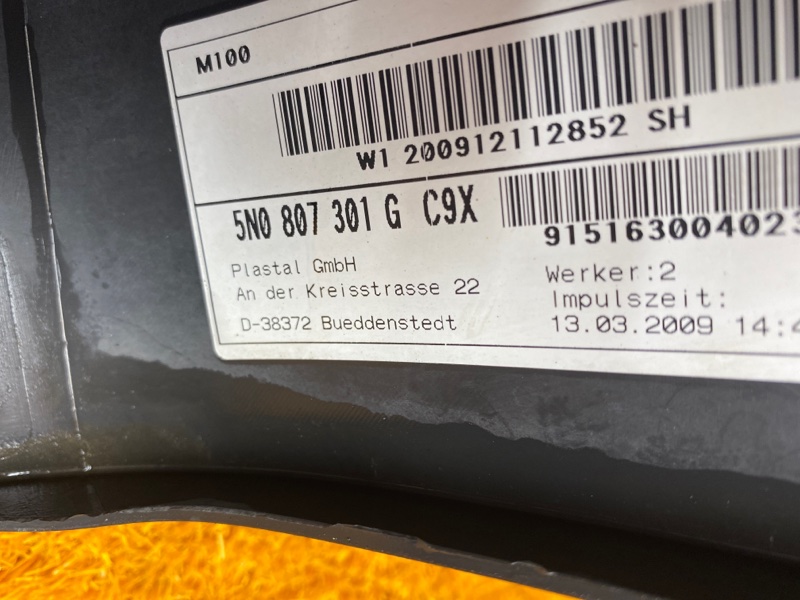 M100
W1 200912112852 SH
5N0 807 301 G C9X
91516300402
Plastal GmbH
An der Kreisstrasse 22
D-38372 Bueddenstedt
Werker:2
Impulszeit:
13.03.2009 14:4